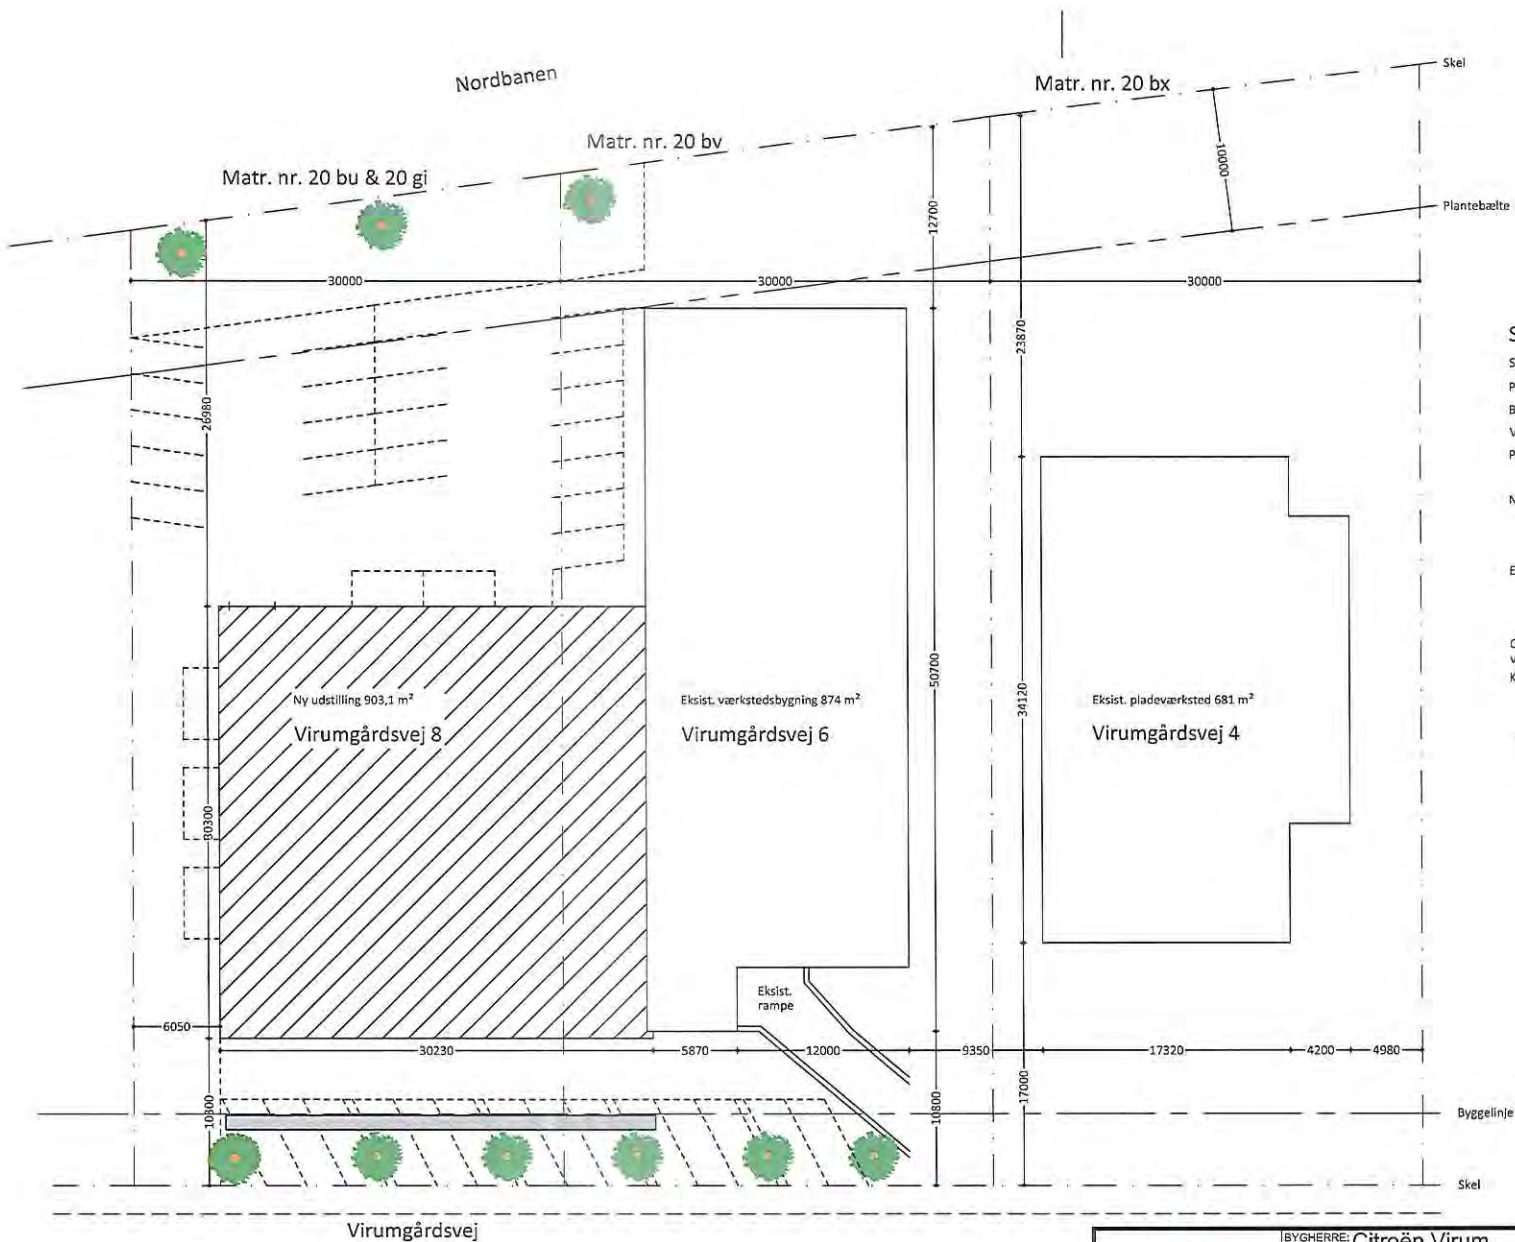 Nordbanen
Matr. nr. 20 bx
Skel
Matr. nr. 20 bv
Matr. nr. 20 bu & 20 gi
10000
Plantebælte
12700
30000
30000
30000
23870
26980
Ny udstilling 903,1 m²
Virumgårdsvej 8
Eksist. værkstedsbygning 874 m²
Virumgårdsvej 6
Eksist. pladeværksted 681 m²
Virumgårdsvej 4
50700
34120
30300
Eksist.
rampe
6050
30230
5870
12000
9350
17320
4200
4980
10300
10800
17000
Byggelinje
Skel
Virumgårdsvej
BYGHERRE: Citroën Virum